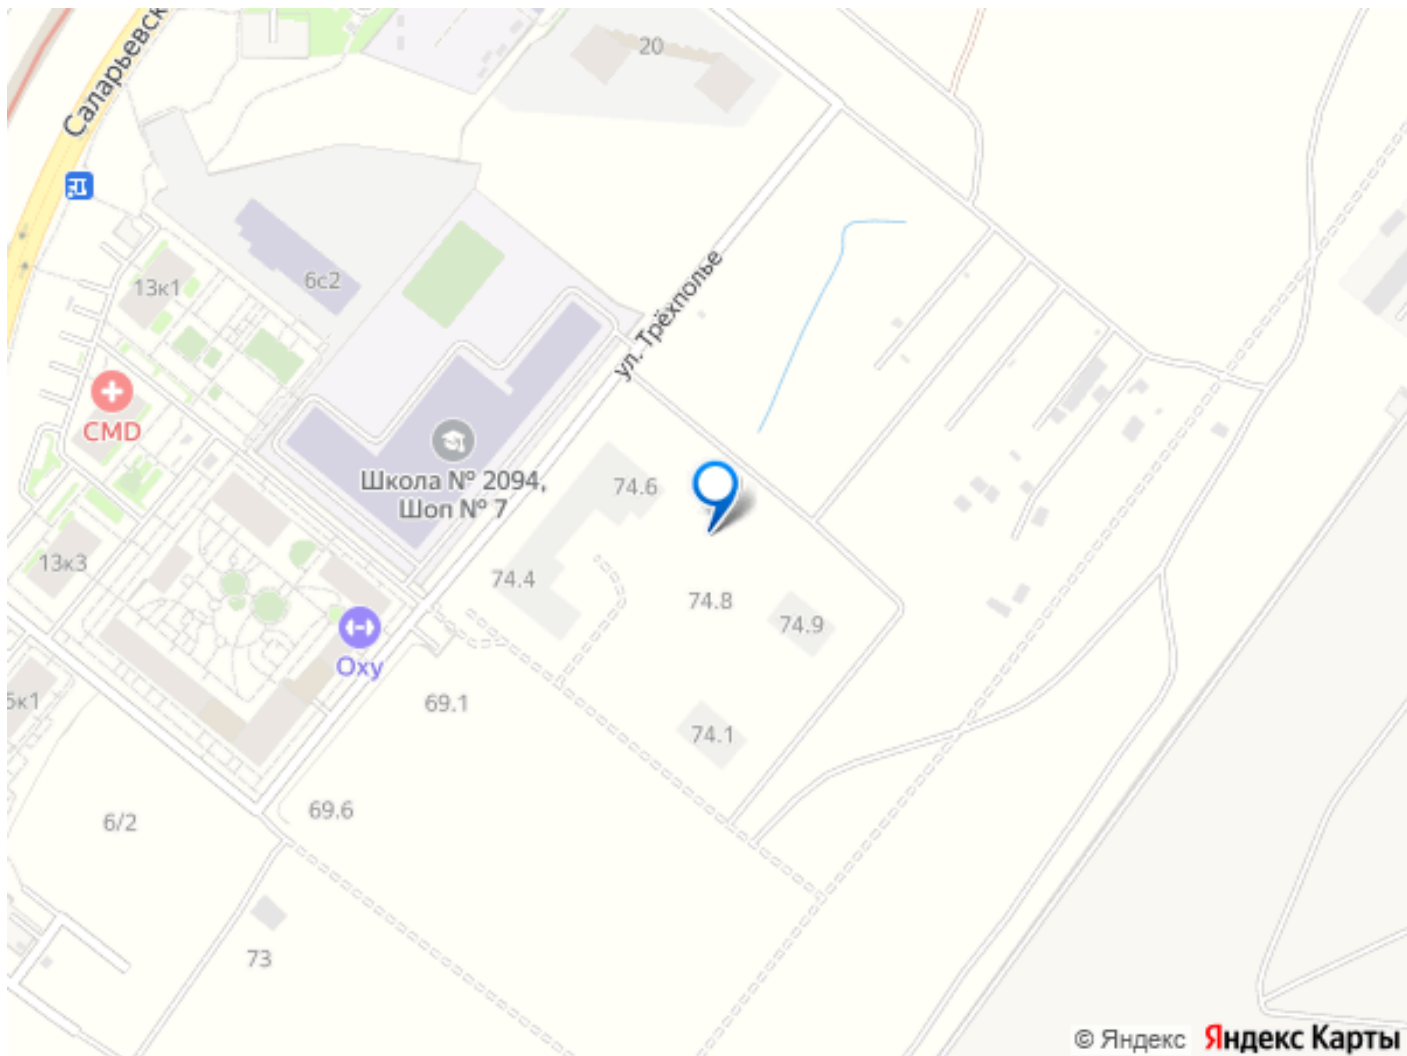 Саларьевск
20
6с2
13к1
ул. Трёхполье
CMD
Школа № 2094,
Шоп № 7
74.6
13к3
74.4
74.8
74.9
Oxy
5к1
69.1
74.1
6/2
69.6
73
© Яндекс Яндекс Карты